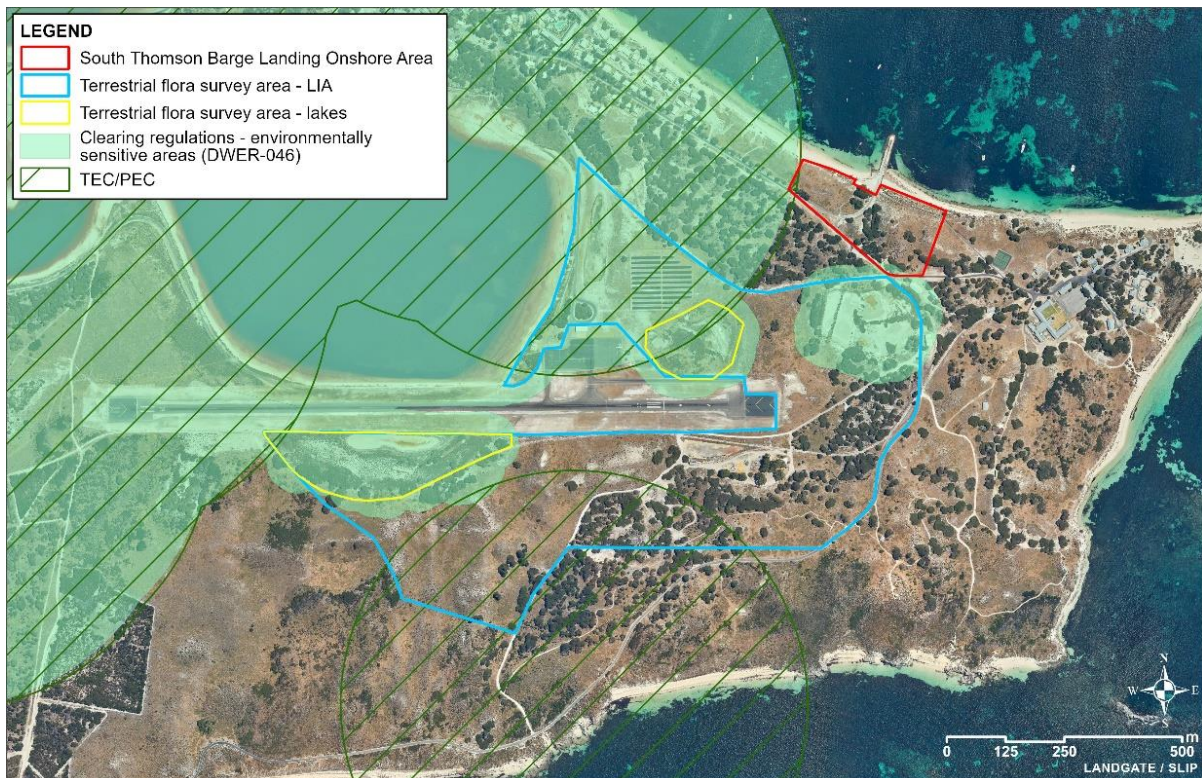 LEGEND
South Thomson Barge Landing Onshore Area
Terrestrial flora survey area - LIA
Terrestrial flora survey area - lakes
Clearing regulations - environmentally
sensitive areas (DWER-046)
TEC/PEC
N
W E
S
m
0 125 250 500
LANDGATE / SLIP